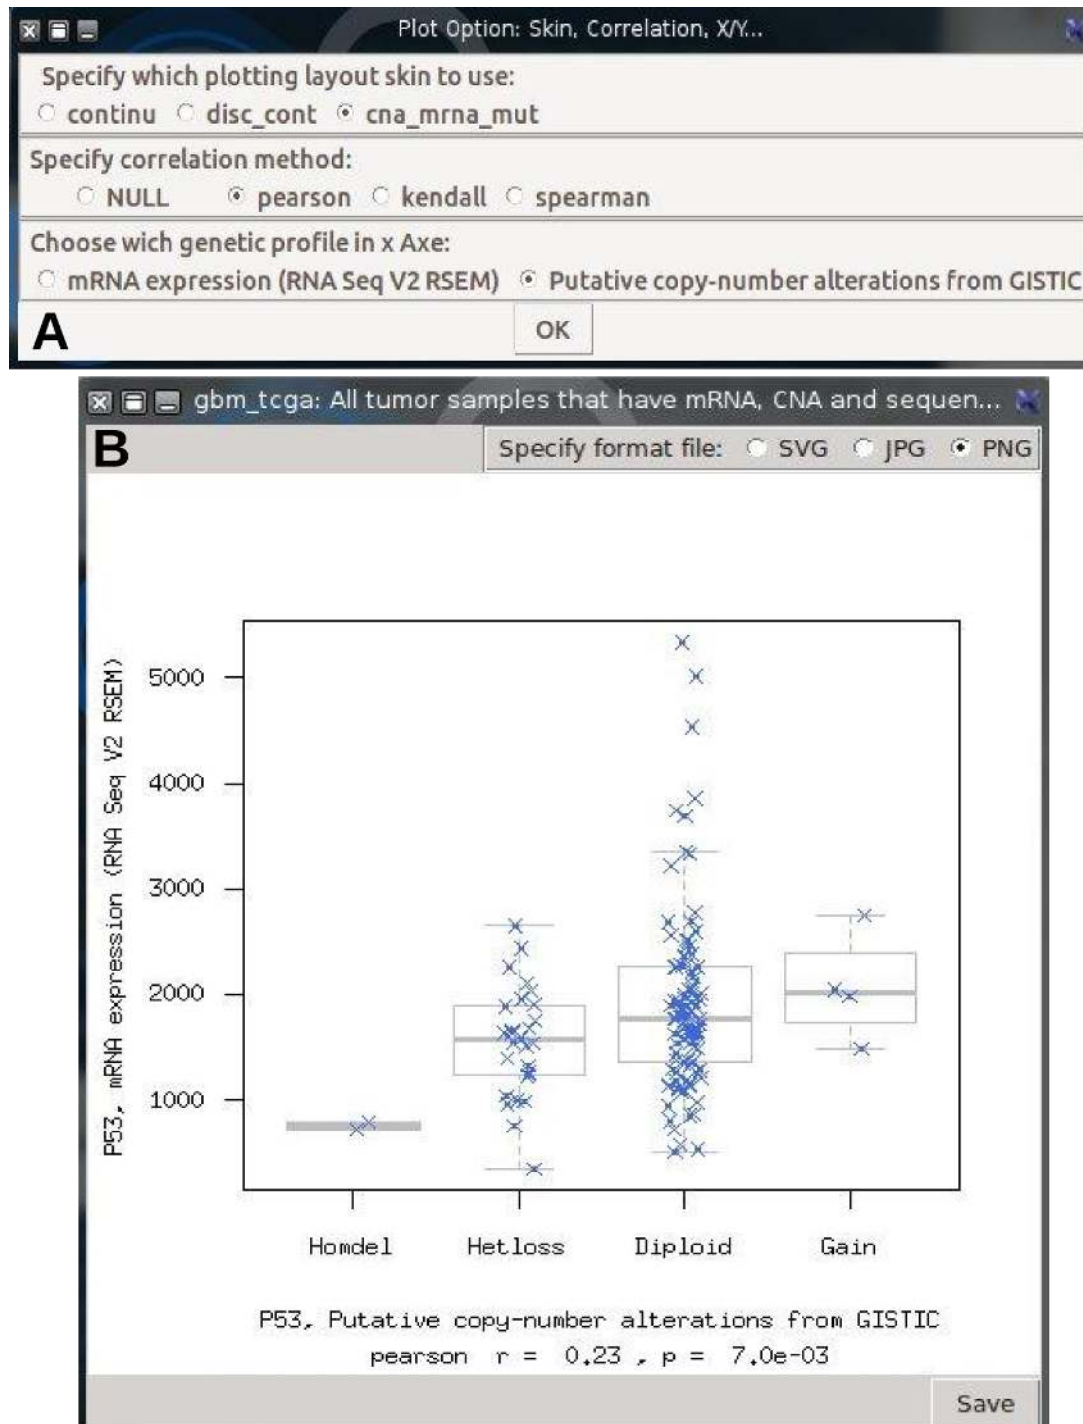 Plot Option: Skin, Correlation, X/Y...
Specify which plotting layout skin to use:
continu disc_cont cna_mrna_mut
Specify correlation method:
NULL pearson kendall spearman
Choose wich genetic profile in x Axe:
mRNA expression (RNA Seq V2 RSEM) Putative copy-number alterations from GISTIC
A
OK
gbm_tcga: All tumor samples that have mRNA, CNA and sequen...
B
Specify format file: SVG JPG PNG
P53, mRNA expression (RNA Seq V2 RSEM)
5000
4000
3000
2000
1000
Homdel Hetloss Diploid Gain
P53, Putative copy-number alterations from GISTIC
pearson r = 0.23 , p = 7.0e-03
Save